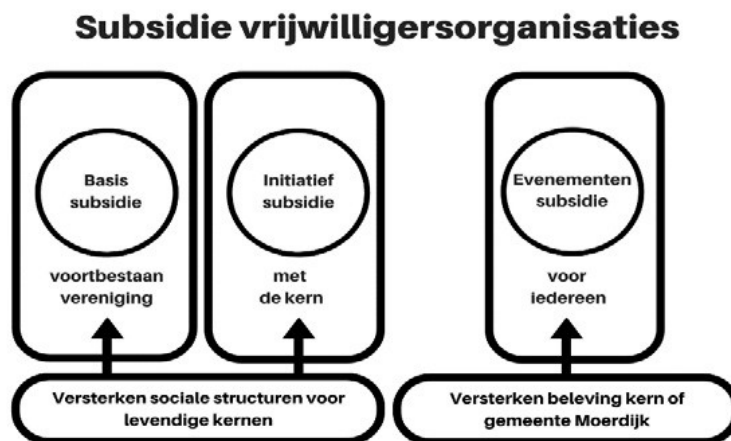 Subsidie vrijwilligersorganisaties
Basis
subsidie
voortbestaan
vereniging
Initiatief
subsidie
met
de kern
Evenementen
subsidie
voor
iedereen
Versterken sociale structuren voor
levendige kernen
Versterken beleving kern of
gemeente Moerdijk